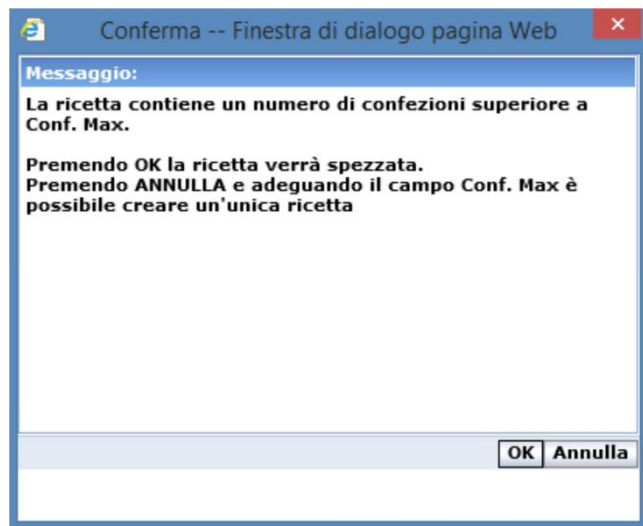 Conferma -- Finestra di dialogo pagina Web
Messaggio:
La ricetta contiene un numero di confezioni superiore a
Conf. Max.
Premendo OK la ricetta verrà spezzata.
Premendo ANNULLA e adeguando il campo Conf. Max è
possibile creare un'unica ricetta
OK Annulla